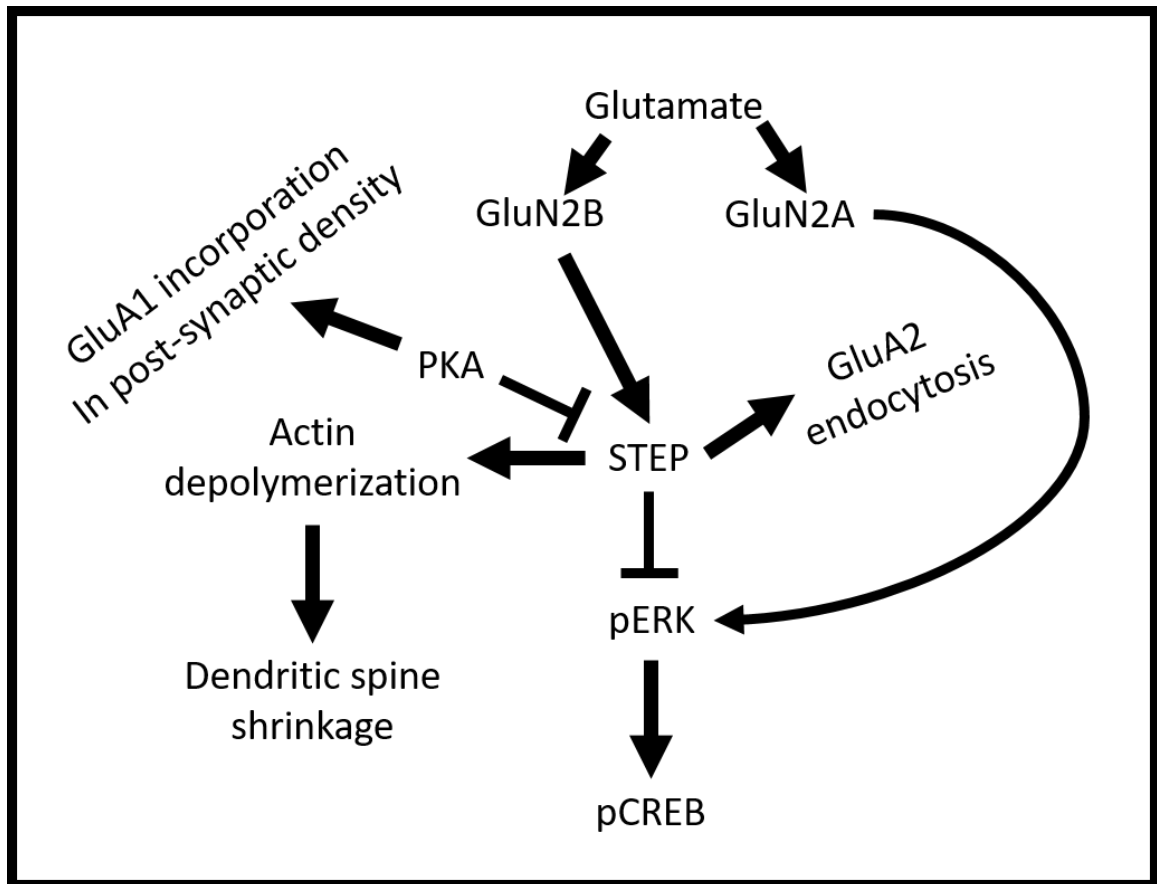 Glutamate
GluN2B
GluN2A
GluA1 incorporation
In post-synaptic density
PKA
GluA2
endocytosis
Actin
depolymerization
STEP
pERK
Dendritic spine
shrinkage
pCREB